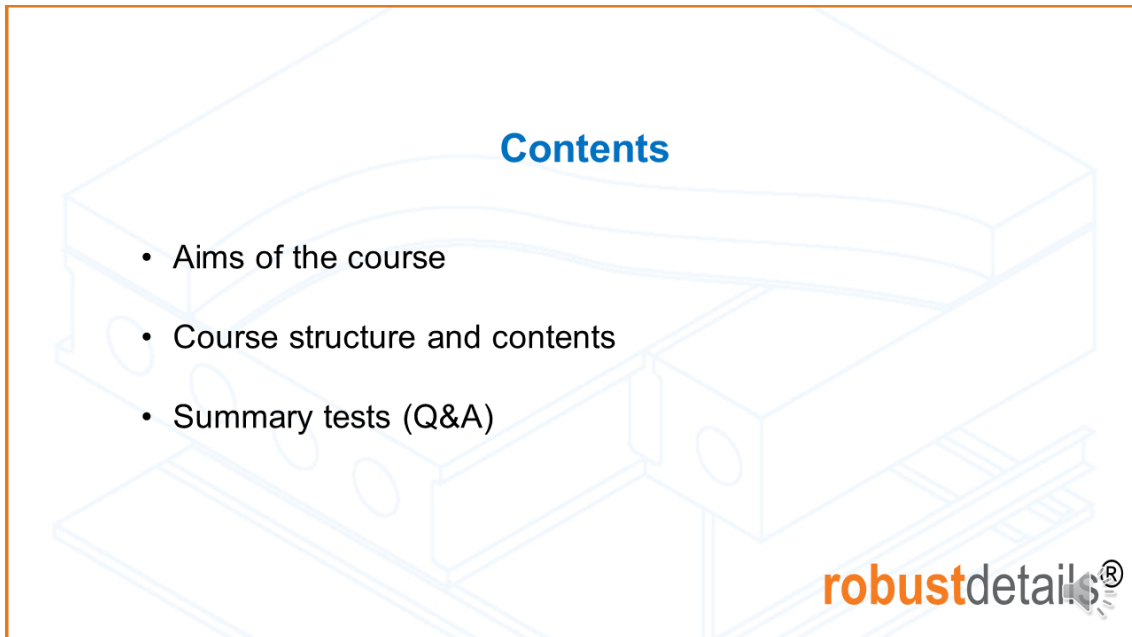 Contents
• Aims of the course
• Course structure and contents
• Summary tests (Q&A)
robustdetails®